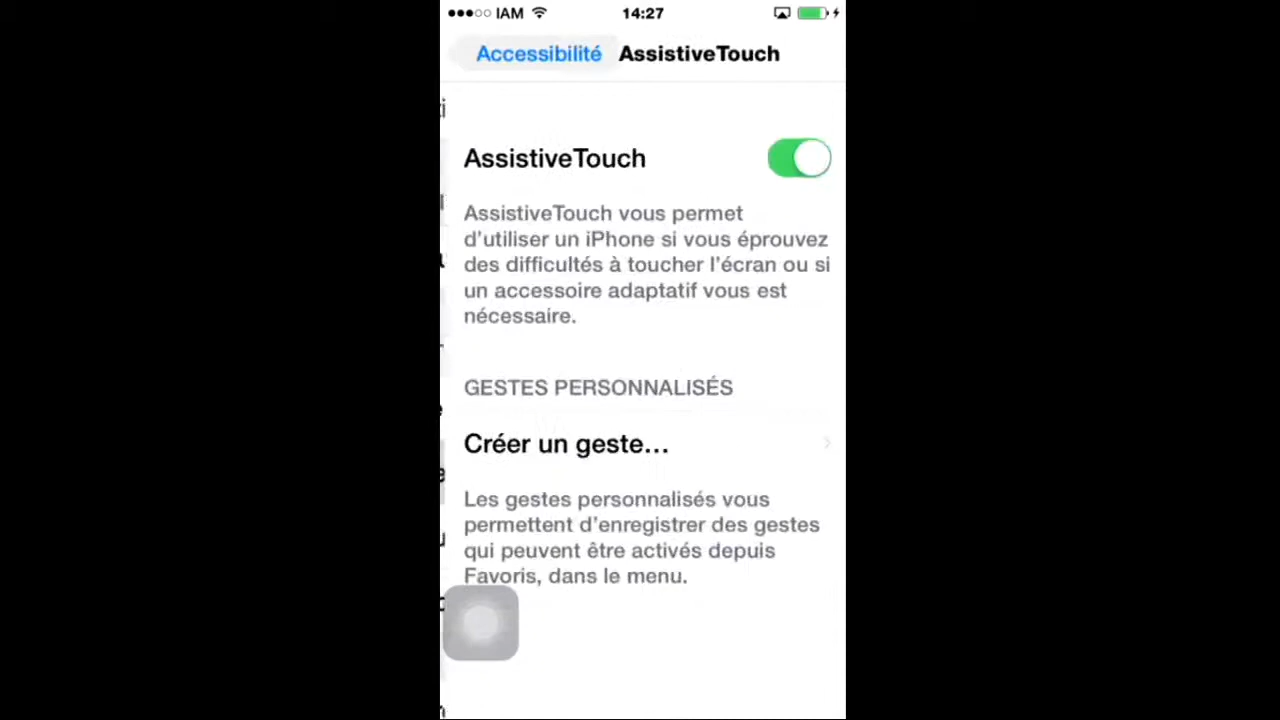 IAM 14:27
Accessibilité AssistiveTouch
AssistiveTouch
AssistiveTouch vous permet
d'utiliser un iPhone si vous éprouvez
des difficultés à toucher l'écran ou si
un accessoire adaptatif vous est
nécessaire.
GESTES PERSONNALISÉS
Créer un geste...
Les gestes personnalisés vous
permettent d'enregistrer des gestes
qui peuvent être activés depuis
Favoris, dans le menu.